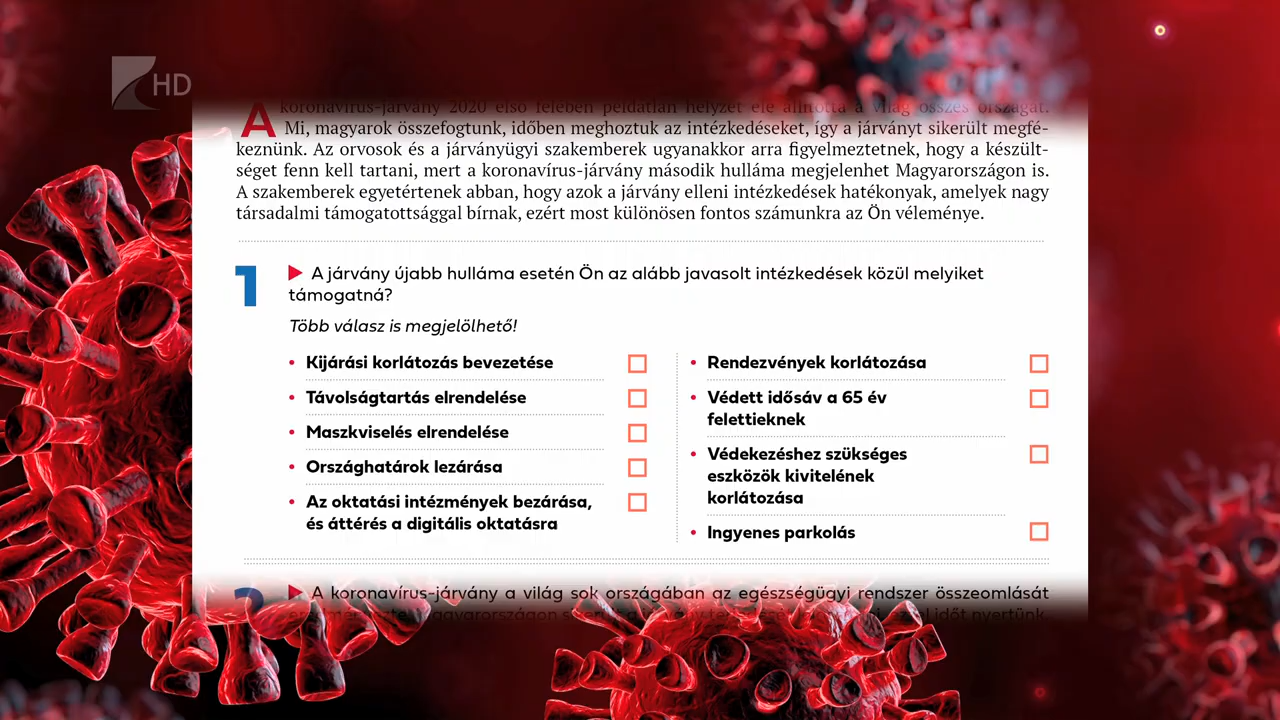 HD
A koronavírus-járvány 2020 első felében példátlan helyzet elé állította a világ összes országát.
Mi, magyarok összefogtunk, időben meghoztuk az intézkedéseket, így a járványt sikerült megfé-
keznünk. Az orvosok és a járványügyi szakemberek ugyanakkor arra figyelmeztetnek, hogy a készült-
séget fenn kell tartani, mert a koronavírus-járvány második hulláma megjelenhet Magyarországon is.
A szakemberek egyetértenek abban, hogy azok a járvány elleni intézkedések hatékonyak, amelyek nagy
társadalmi támogatottsággal bírnak, ezért most különösen fontos számunkra az Ön véleménye.
1 A járvány újabb hulláma esetén Ön az alább javasolt intézkedések közül melyiket
támogatná?
Több válasz is megjelölhető!
• Kijárási korlátozás bevezetése
• Távolságtartás elrendelése
• Maszkviselés elrendelése
• Országhatárok lezárása
• Az oktatási intézmények bezárása,
és áttérés a digitális oktatásra
• Rendezvények korlátozása
• Védett idősáv a 65 év
felettieknek
• Védekezéshez szükséges
eszközök kivitelének
korlátozása
• Ingyenes parkolás
2 A koronavírus-járvány a világ sok országában az egészségügyi rendszer összeomlását
időt nyertünk.